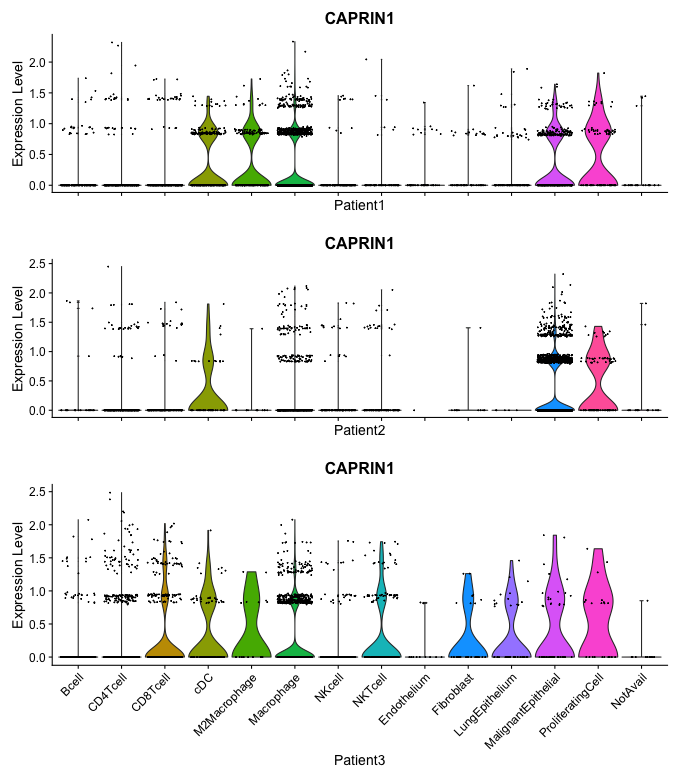 CAPRIN1
Expression Level
2.0
1.5
1.0
0.5
0.0
Patient1
CAPRIN1
Expression Level
2.5
2.0
1.5
1.0
0.5
0.0
Patient2
CAPRIN1
Expression Level
2.5
2.0
1.5
1.0
0.5
0.0
Bcell
CD4Tcell
CD8Tcell
cDC
M2Macrophage
Macrophage
NKcell
NKTcell
Endothelium
Fibroblast
LungEpithelium
MalignantEpithelial
ProliferatingCell
NotAvail
Patient3